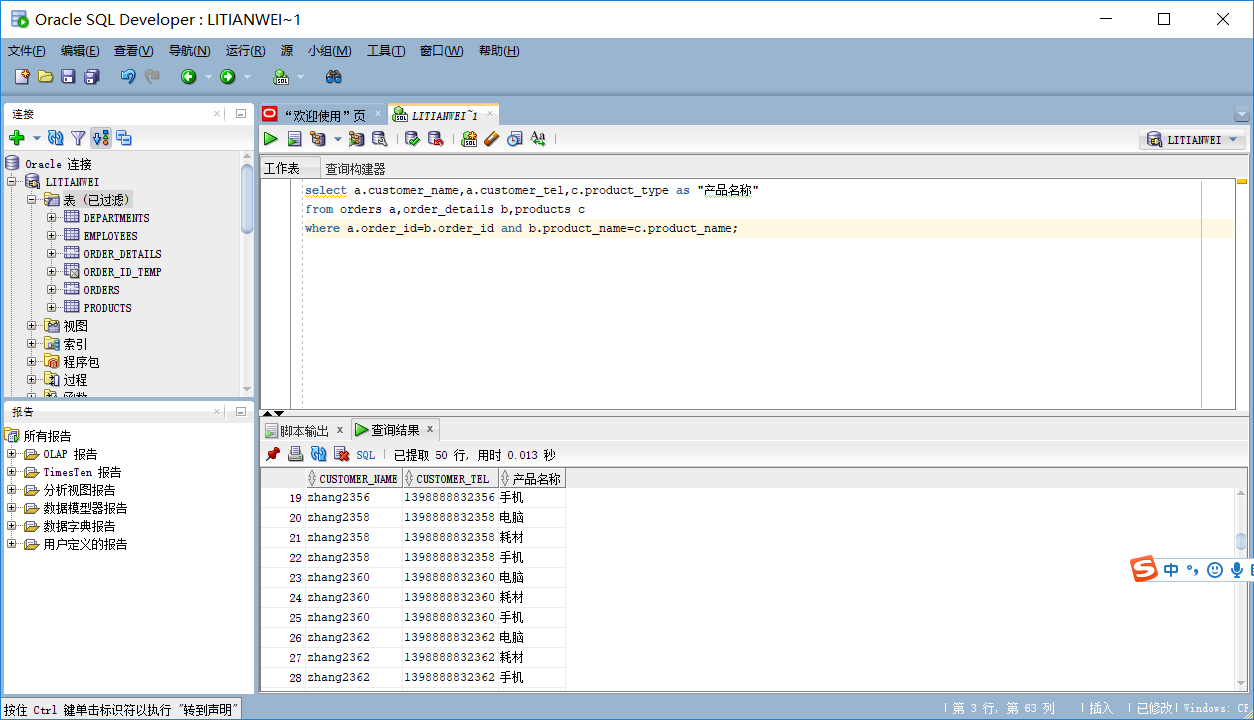 Oracle SQL Developer : LITIANWEI~1
文件(F) 编辑(E) 查看(V) 导航(N) 运行(R) 源 小组(M) 工具(T) 窗口(W) 帮助(H)
连接
Oracle 连接
LITIANWEI
表 (已过滤)
DEPARTMENTS
EMPLOYEES
ORDER_DETAILS
ORDER_ID_TEMP
ORDERS
PRODUCTS
视图
索引
程序包
过程
函数
报告
所有报告
OLAP 报告
TimesTen 报告
分析视图报告
数据模型器报告
数据字典报告
用户定义的报告
“欢迎使用”页 LITIANWEI~1
LITIANWEI
工作表 查询构建器
select a.customer_name,a.customer_tel,c.product_type as "产品名称"
from orders a,order_details b,products c
where a.order_id=b.order_id and b.product_name=c.product_name;
脚本输出 x 查询结果 x
SQL | 已提取 50 行, 用时 0.013 秒
CUSTOMER_NAME CUSTOMER_TEL 产品名称
19 zhang2356 1398888832356 手机
20 zhang2358 1398888832358 电脑
21 zhang2358 1398888832358 耗材
22 zhang2358 1398888832358 手机
23 zhang2360 1398888832360 电脑
24 zhang2360 1398888832360 耗材
25 zhang2360 1398888832360 手机
26 zhang2362 1398888832362 电脑
27 zhang2362 1398888832362 耗材
28 zhang2362 1398888832362 手机
S 中 °,
按住 Ctrl 键单击标识符以执行 "转到声明"
| 第 3 行, 第 63 列 | 插入 | 已修改 | Windows: CR